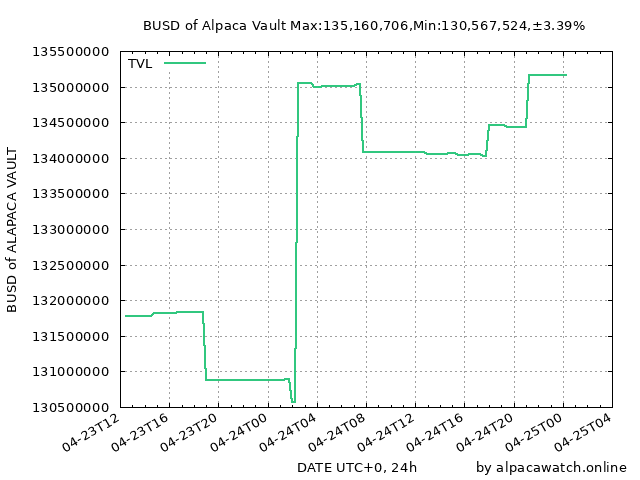 BUSD of Alpaca Vault Max:135,160,706,Min:130,567,524,±3.39%
TVL
BUSD of ALAPACA VAULT
135500000
135000000
134500000
134000000
133500000
133000000
132500000
132000000
131500000
131000000
130500000
04-23T12
04-23T16
04-23T20
04-24T00
04-24T04
04-24T08
04-24T12
04-24T16
04-24T20
04-25T00
04-25T04
DATE UTC+0, 24h
by alpacawatch.online